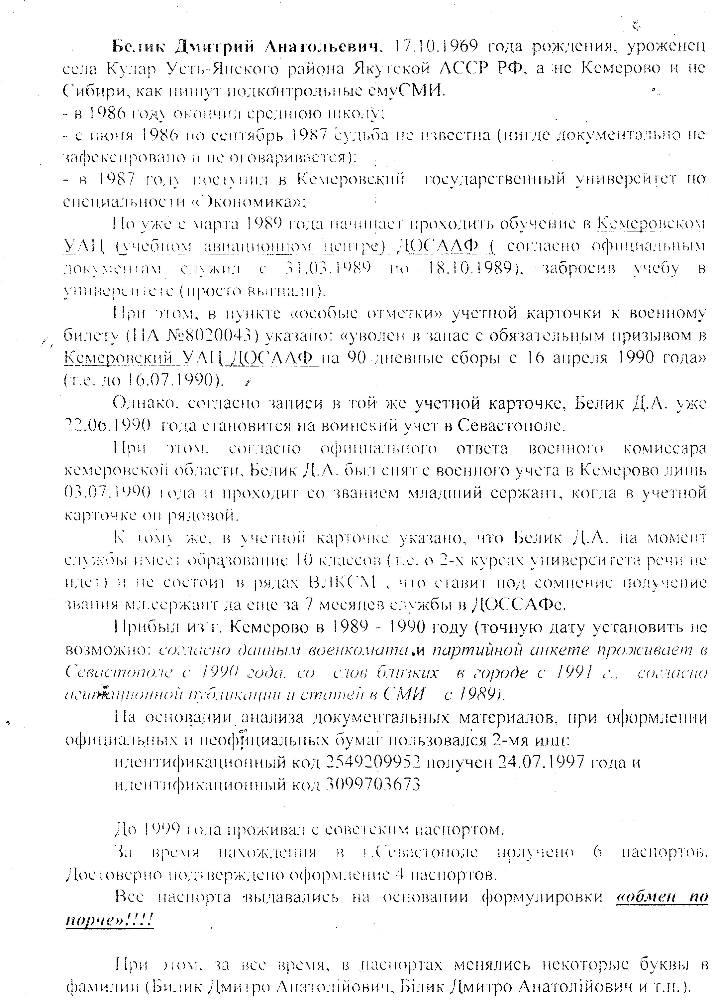 Белик Дмитрий Анатольевич. 17.10.1969 года рождения, уроженец
села Кулар Усть-Янского района Якутской АССР РФ, а не Кемерово и не
Сибири, как пишут подконтрольные емуСМИ.
- в 1986 году окончил среднюю школу;
- с июня 1986 по сентябрь 1987 судьба не известна (нигде документально не
зафексировано и не оговаривается);
- в 1987 году поступил в Кемеровский государственный университет по
специальности «Экономика»;
Но уже с марта 1989 года начинает проходить обучение в Кемеровском
УАЦ (учебном авиационном центре) ДОСААФ ( согласно официальным
документам служил с 31.03.1989 по 18.10.1989), забросив учебу в
университете (просто выгнали).
При этом, в пункте «особые отметки» учетной карточки к военному
билету (НА №8020043) указано: «уволен в запас с обязательным призывом в
Кемеровский УАЦ ДОСААФ на 90 дневные сборы с 16 апреля 1990 года»
(т.е. до 16.07.1990).
Однако, согласно записи в той же учетной карточке, Белик Д.А. уже
22.06.1990 года становится на воинский учет в Севастополе.
При этом, согласно официального ответа военного комиссара
кемеровской области, Белик Д.А. был снят с военного учета в Кемерово лишь
03.07.1990 года и проходит со званием младший сержант, когда в учетной
карточке он рядовой.
К тому же, в учетной карточке указано, что Белик Д.А. на момент
службы имеет образование 10 классов (т.е. о 2-х курсах университета речи не
идет) и не состоит в рядах ВЛКСМ , что ставит под сомнение получение
звания мл.сержант да еще за 7 месяцев службы в ДОССАФе.
Прибыл из г. Кемерово в 1989 - 1990 году (точную дату установить не
возможно: согласно данным военкомата и партийной анкете проживает в
Севастополе с 1990 года, со слов близких в городе с 1991 г., согласно
агитационной публикации и статей в СМИ с 1989).
На основании анализа документальных материалов, при оформлении
официальных и неофициальных бумаг пользовался 2-мя инн:
идентификационный код 2549209952 получен 24.07.1997 года и
идентификационный код 3099703673
До 1999 года проживал с советским паспортом.
За время нахождения в г.Севастополе получено 6 паспортов.
Достоверно подтверждено оформление 4 паспортов.
Все паспорта выдавались на основании формулировки «обмен по
порче»!!!!
При этом, за все время, в паспортах менялись некоторые буквы в
фамилии (Билик Дмитро Анатолійович, Білик Дмитро Анатолійович и т.п.).